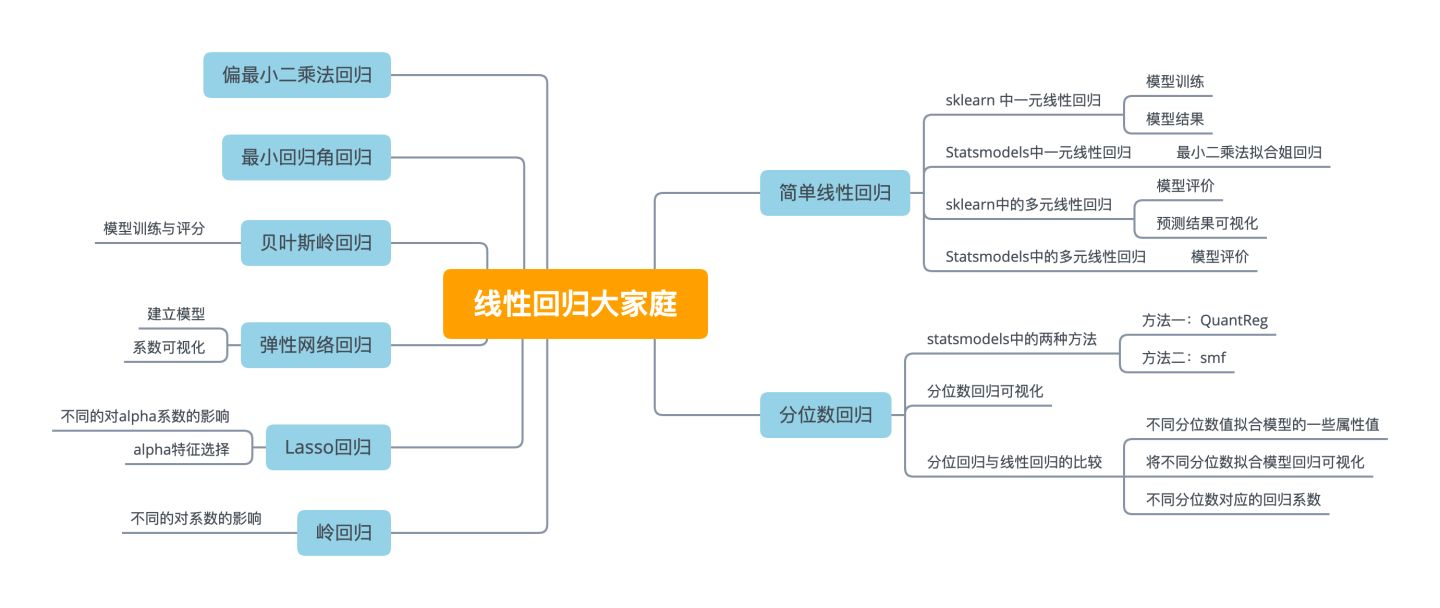 线性回归大家庭
简单线性回归
sklearn 中一元线性回归
模型训练
模型结果
Statsmodels中一元线性回归
最小二乘法拟合姐回归
sklearn中的多元线性回归
模型评价
预测结果可视化
Statsmodels中的多元线性回归
模型评价
分位数回归
statsmodels中的两种方法
方法一：QuantReg
方法二：smf
分位数回归可视化
分位回归与线性回归的比较
不同分位数值拟合模型的一些属性值
将不同分位数拟合模型回归可视化
不同分位数对应的回归系数
偏最小二乘法回归
最小回归角回归
贝叶斯岭回归
模型训练与评分
弹性网络回归
建立模型
系数可视化
Lasso回归
不同的对alpha系数的影响
alpha特征选择
岭回归
不同的对系数的影响